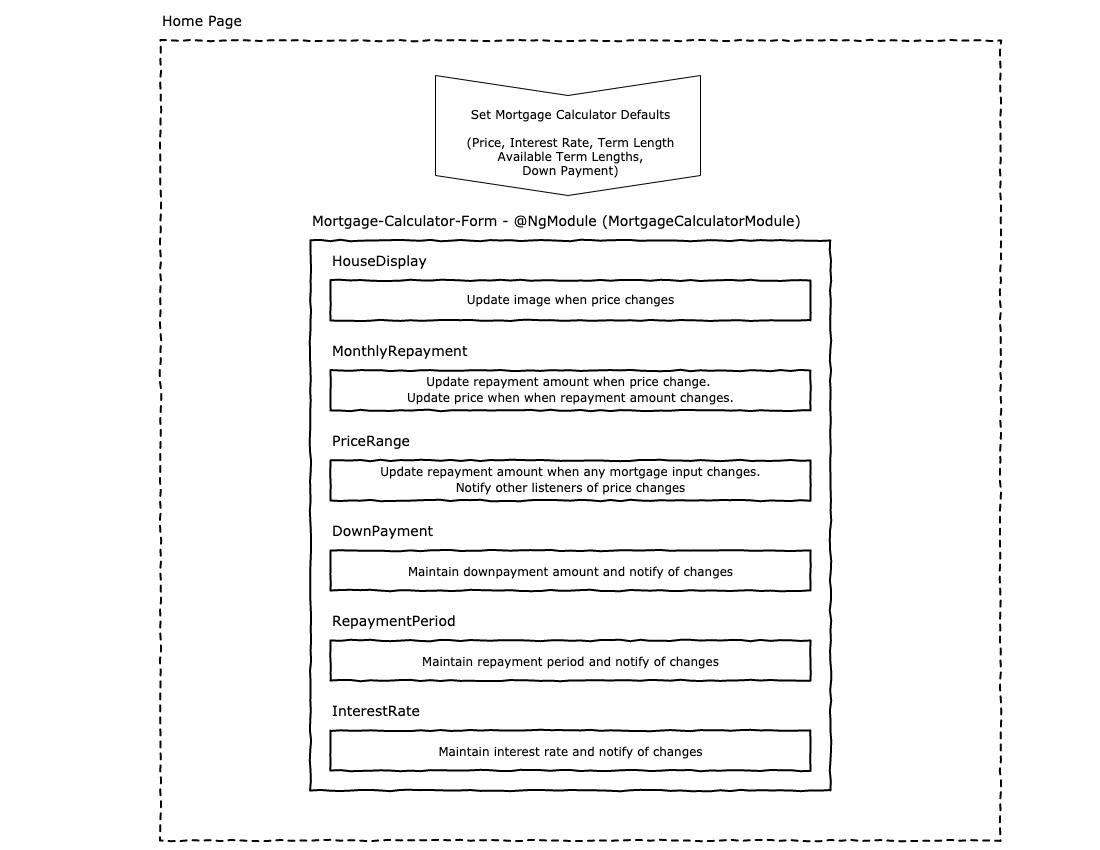 Home Page
Set Mortgage Calculator Defaults
(Price, Interest Rate, Term Length
Available Term Lengths,
Down Payment)
Mortgage-Calculator-Form - @NgModule (MortgageCalculatorModule)
HouseDisplay
Update image when price changes
MonthlyRepayment
Update repayment amount when price change.
Update price when when repayment amount changes.
PriceRange
Update repayment amount when any mortgage input changes.
Notify other listeners of price changes
DownPayment
Maintain downpayment amount and notify of changes
RepaymentPeriod
Maintain repayment period and notify of changes
InterestRate
Maintain interest rate and notify of changes